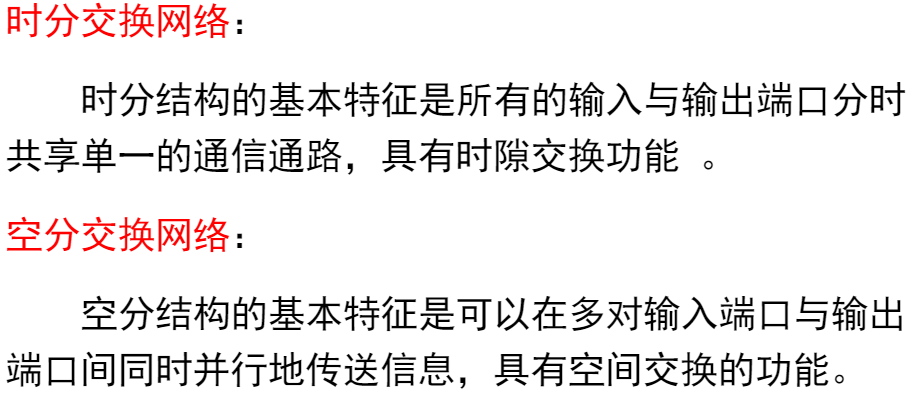 时分交换网络：
时分结构的基本特征是所有的输入与输出端口分时
共享单一的通信通路，具有时隙交换功能 。
空分交换网络：
空分结构的基本特征是可以在多对输入端口与输出
端口间同时并行地传送信息，具有空间交换的功能。